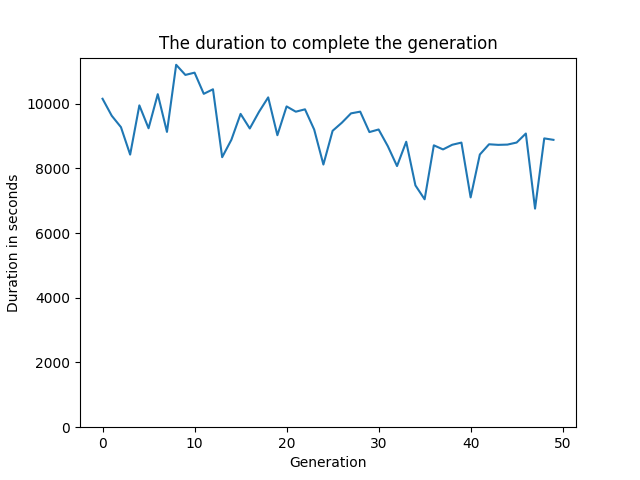 The duration to complete the generation
10000
8000
6000
4000
2000
0
Duration in seconds
0 10 20 30 40 50
Generation